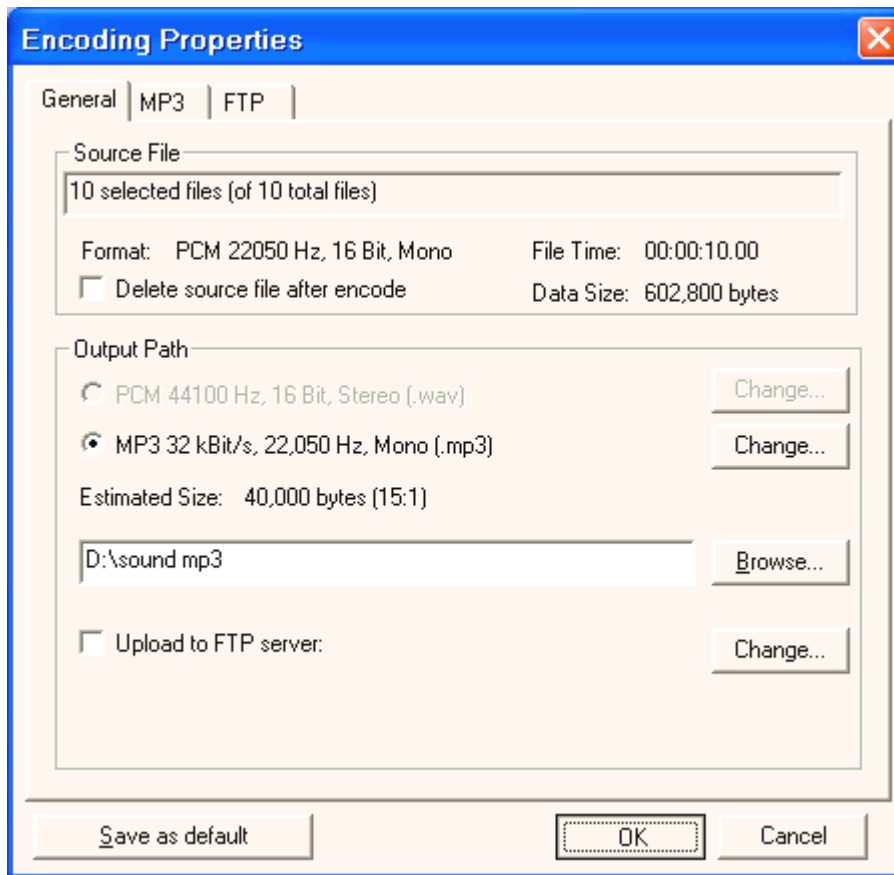 Encoding Properties
General MP3 FTP
Source File
10 selected files (of 10 total files)
Format: PCM 22050 Hz, 16 Bit, Mono File Time: 00:00:10.00
Delete source file after encode Data Size: 602,800 bytes
Output Path
PCM 44100 Hz, 16 Bit, Stereo (.wav) Change...
MP3 32 kBit/s, 22,050 Hz, Mono (.mp3) Change...
Estimated Size: 40,000 bytes (15:1)
D:\sound mp3 Browse...
Upload to FTP server: Change...
Save as default OK Cancel